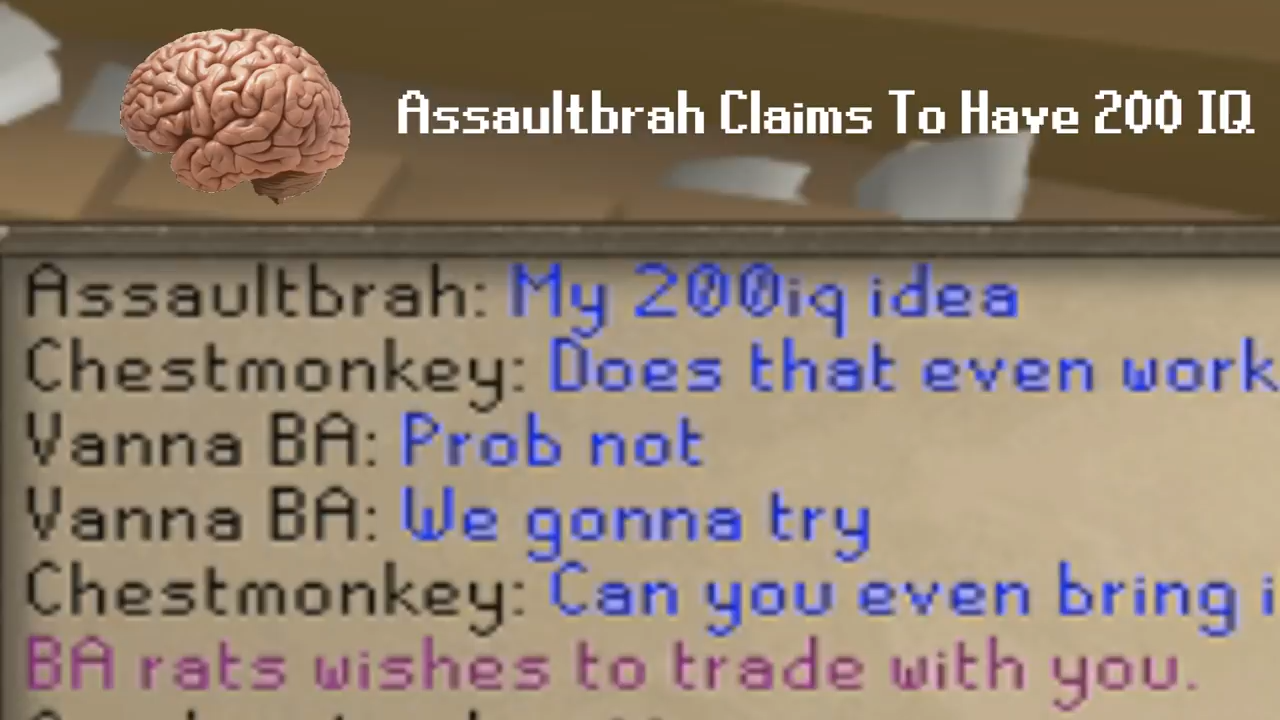 Assaultbrah Claims To Have 200 IQ
Assaultbrah: My 200iq idea
Chestmonkey: Does that even work
Vanna BA: Prob not
Vanna BA: We gonna try
Chestmonkey: Can you even bring i
BA rats wishes to trade with you.